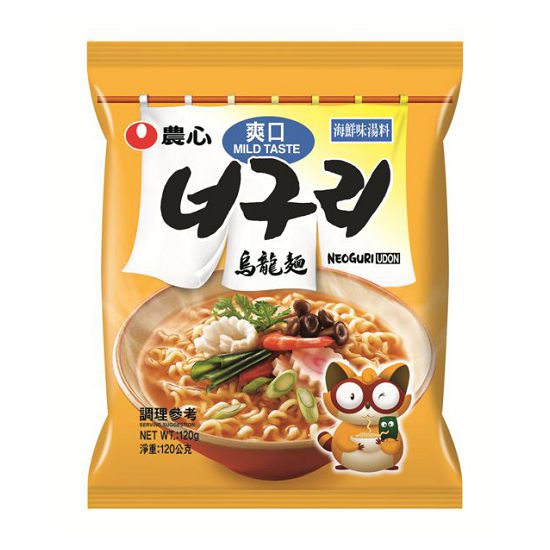 農心
爽口
MILD TASTE
海鮮味湯料
너구리
烏龍麵
NEOGURI UDON
調理參考
SERVING SUGGESTION
NET WT.:120g
淨重:120公克